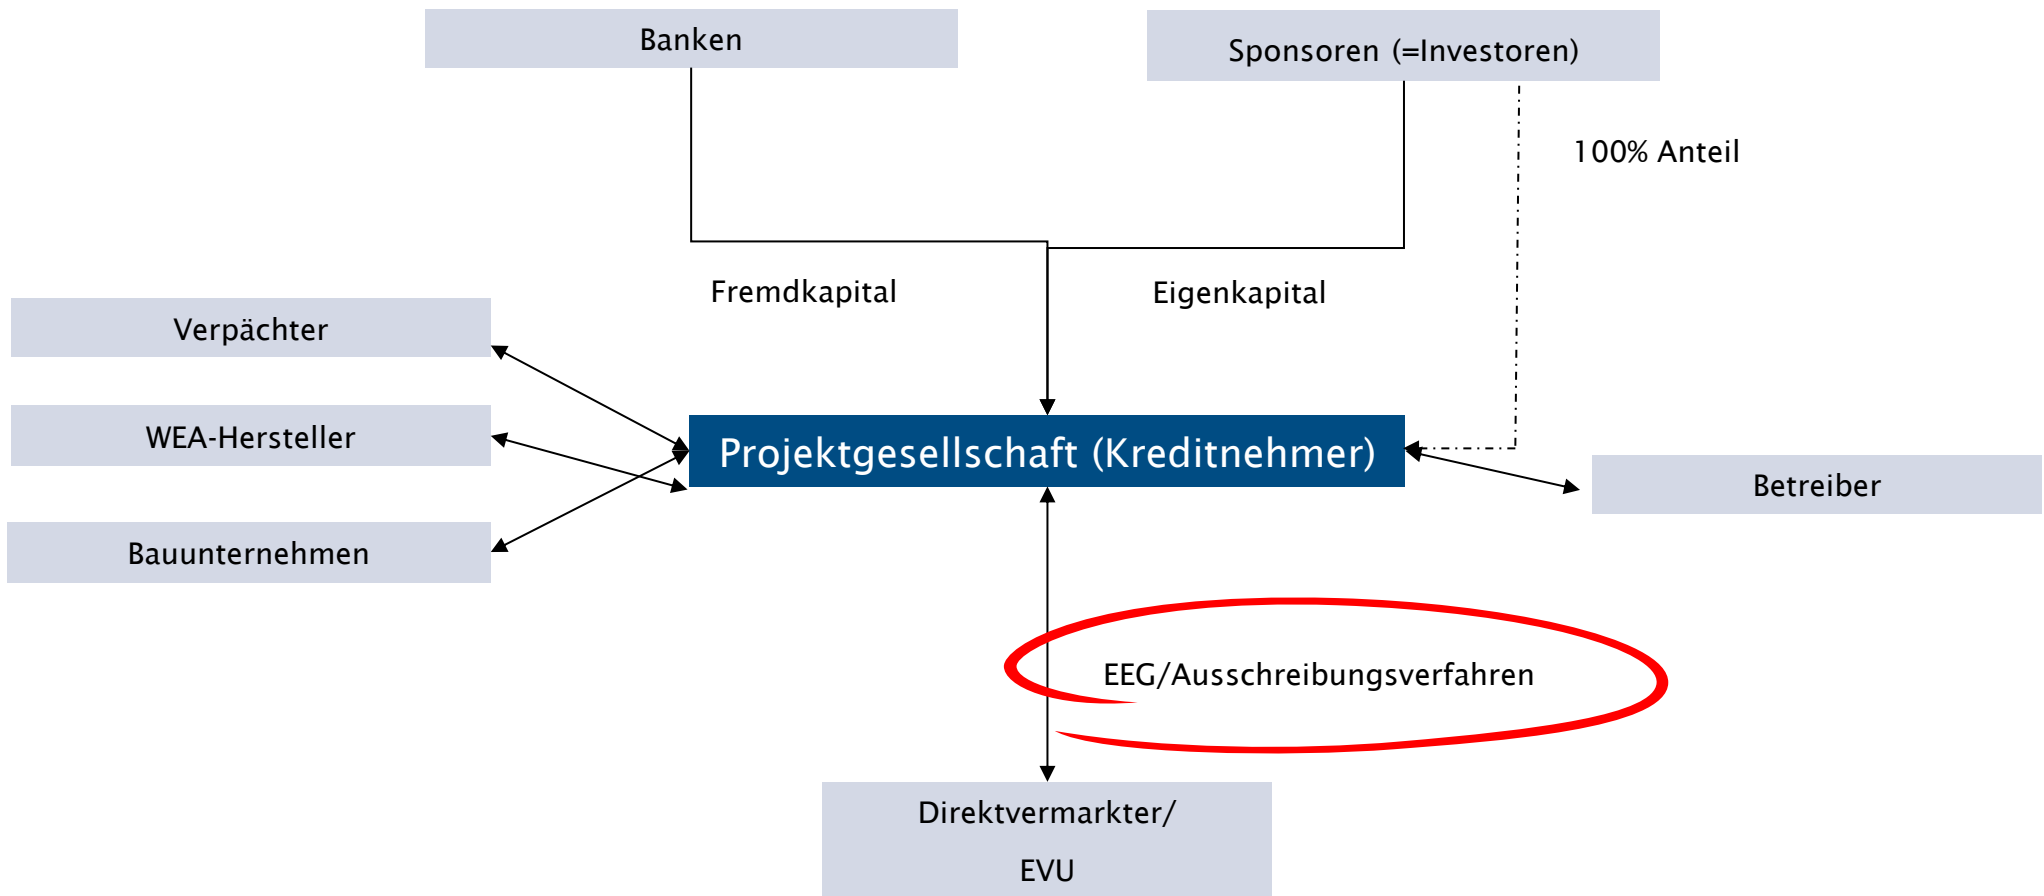 Banken
Sponsoren (=Investoren)
100% Anteil
Fremdkapital
Eigenkapital
Verpächter
WEA-Hersteller
Bauunternehmen
Projektgesellschaft (Kreditnehmer)
Betreiber
EEG/Ausschreibungsverfahren
Direktvermarkter/
EVU